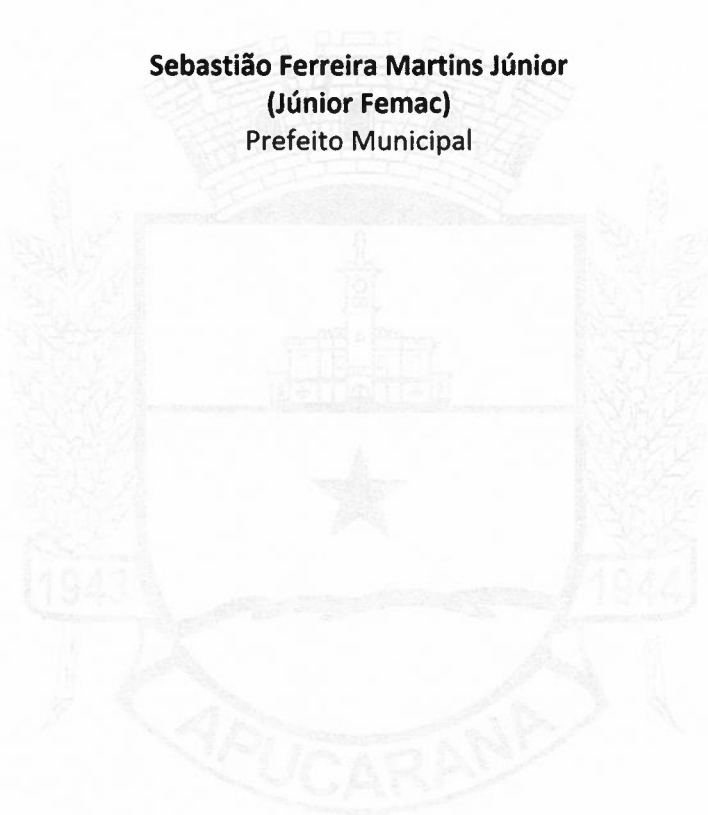 Sebastião Ferreira Martins Júnior
(Júnior Femac)
Prefeito Municipal
1943
1944
APUCARANA